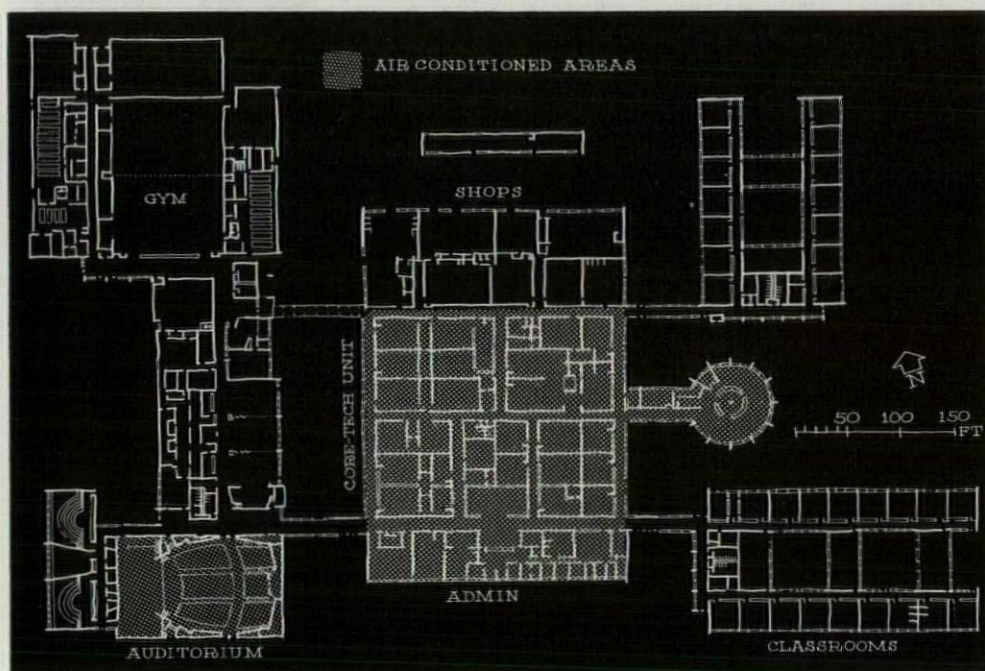 AIR CONDITIONED AREAS
SHOPS
GYM
CORE-TECH UNIT
N
50 100 150
FT
ADMIN
AUDITORIUM
CLASSROOMS